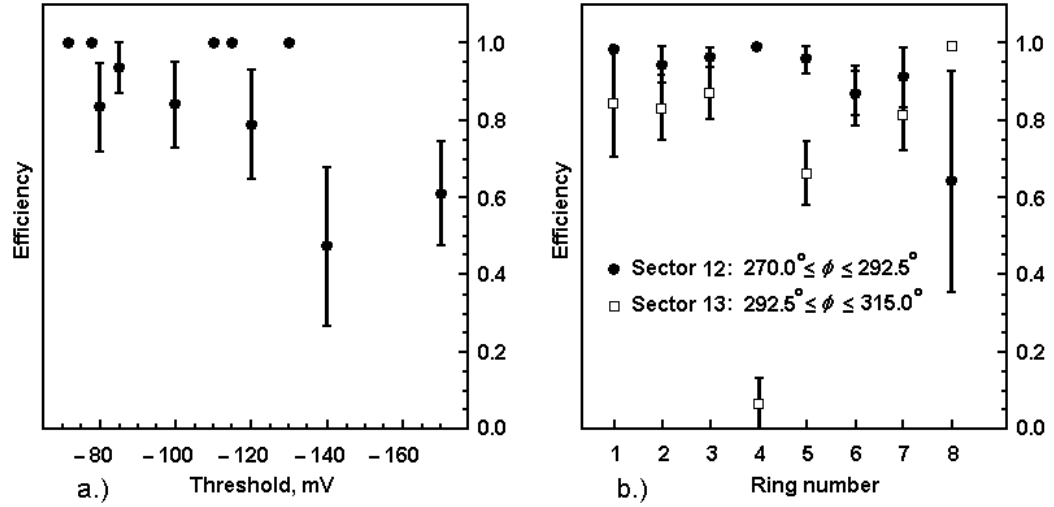 Efficiency
1.0
0.8
0.6
0.4
0.2
0.0
−80 −100 −120 −140 −160
a.) Threshold, mV
Efficiency
1.0
0.8
0.6
0.4
0.2
0.0
Sector 12: 270.0° ≤ ϕ ≤ 292.5°
Sector 13: 292.5° ≤ ϕ ≤ 315.0°
1 2 3 4 5 6 7 8
b.) Ring number